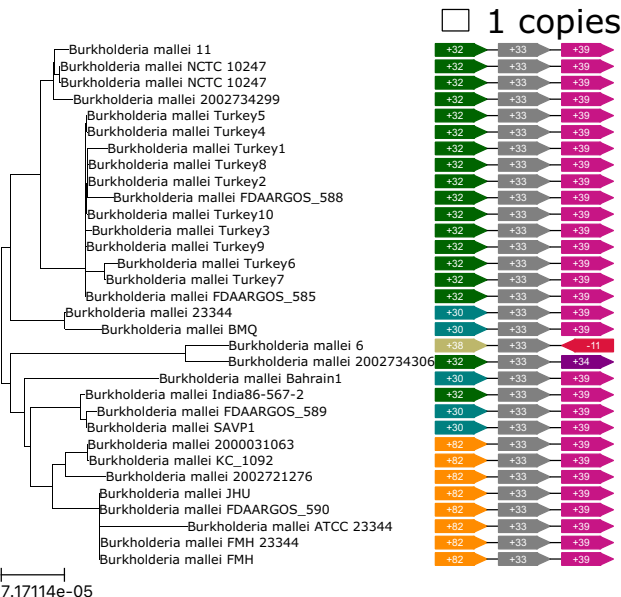 1 copies
Burkholderia mallei 11 +32 +33 +39
Burkholderia mallei NCTC 10247 +32 +33 +39
Burkholderia mallei NCTC 10247 +32 +33 +39
Burkholderia mallei 2002734299 +32 +33 +39
Burkholderia mallei Turkey5 +32 +33 +39
Burkholderia mallei Turkey4 +32 +33 +39
Burkholderia mallei Turkey1 +32 +33 +39
Burkholderia mallei Turkey8 +32 +33 +39
Burkholderia mallei Turkey2 +32 +33 +39
Burkholderia mallei FDAARGOS_588 +32 +33 +39
Burkholderia mallei Turkey10 +32 +33 +39
Burkholderia mallei Turkey3 +32 +33 +39
Burkholderia mallei Turkey9 +32 +33 +39
Burkholderia mallei Turkey6 +32 +33 +39
Burkholderia mallei Turkey7 +32 +33 +39
Burkholderia mallei FDAARGOS_585 +32 +33 +39
Burkholderia mallei 23344 +30 +33 +39
Burkholderia mallei BMQ +30 +33 +39
Burkholderia mallei 6 +38 +33 -11
Burkholderia mallei 2002734306 +32 +33 +34
Burkholderia mallei Bahrain1 +30 +33 +39
Burkholderia mallei India86-567-2 +32 +33 +39
Burkholderia mallei FDAARGOS_589 +30 +33 +39
Burkholderia mallei SAVP1 +30 +33 +39
Burkholderia mallei 2000031063 +82 +33 +39
Burkholderia mallei KC_1092 +82 +33 +39
Burkholderia mallei 2002721276 +82 +33 +39
Burkholderia mallei JHU +82 +33 +39
Burkholderia mallei FDAARGOS_590 +82 +33 +39
Burkholderia mallei ATCC 23344 +82 +33 +39
Burkholderia mallei FMH 23344 +82 +33 +39
Burkholderia mallei FMH +82 +33 +39
7.17114e-05